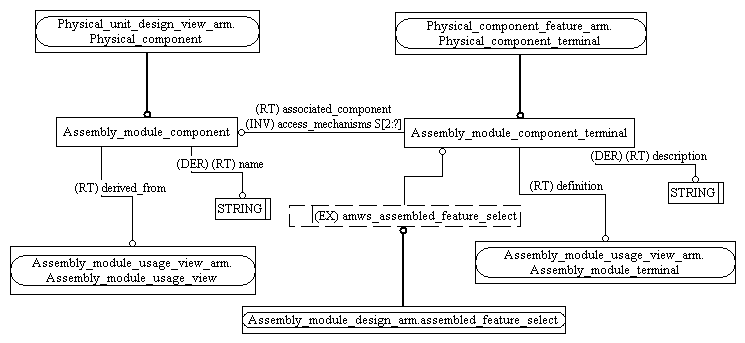 Physical_unit_design_view_arm.
Physical_component
Physical_component_feature_arm.
Physical_component_terminal
(RT) associated_component
(INV) access_mechanisms S[2:?]
Assembly_module_component
Assembly_module_component_terminal
(DER) (RT) name
(DER) (RT) description
(RT) derived_from
(RT) definition
STRING
STRING
(EX) amws_assembled_feature_select
Assembly_module_usage_view_arm.
Assembly_module_usage_view
Assembly_module_usage_view_arm.
Assembly_module_terminal
Assembly_module_design_arm.assembled_feature_select